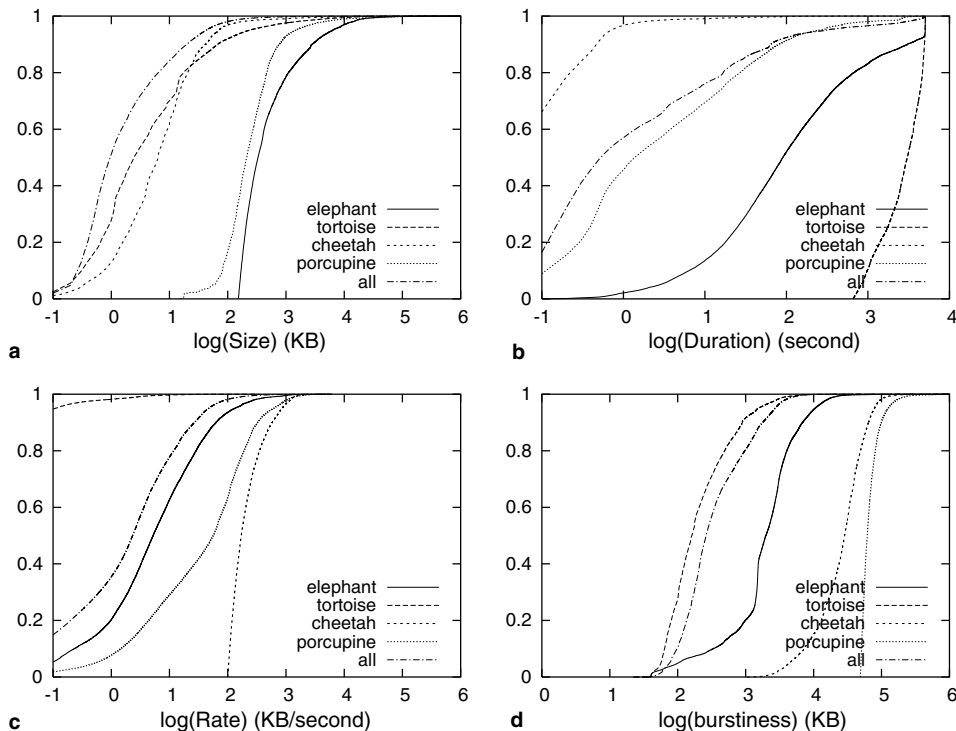 1
0.8
0.6
0.4
0.2
0
elephant
tortoise
cheetah
porcupine
all
-1 0 1 2 3 4 5 6
log(Size) (KB)
a
1
0.8
0.6
0.4
0.2
0
elephant
tortoise
cheetah
porcupine
all
-1 0 1 2 3 4
log(Duration) (second)
b
1
0.8
0.6
0.4
0.2
0
elephant
tortoise
cheetah
porcupine
all
-1 0 1 2 3 4 5 6
log(Rate) (KB/second)
c
1
0.8
0.6
0.4
0.2
0
elephant
tortoise
cheetah
porcupine
all
0 1 2 3 4 5 6
log(burstiness) (KB)
d